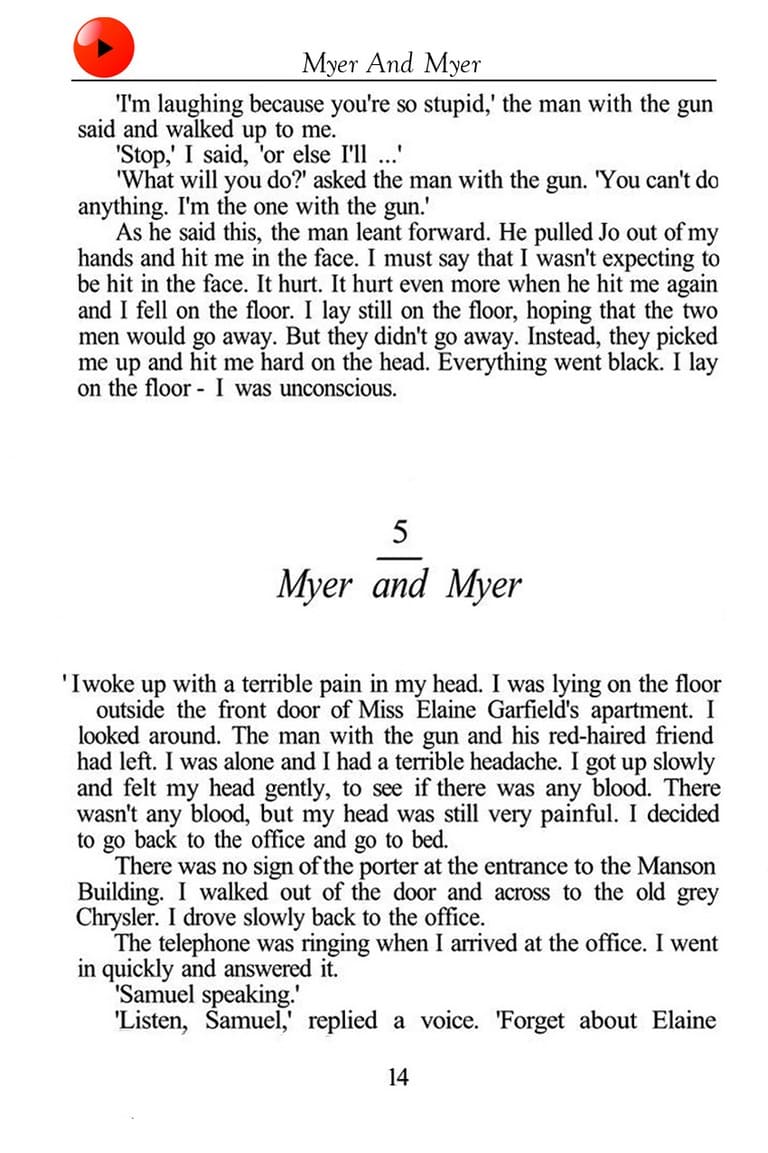 Myer And Myer
'I'm laughing because you're so stupid,' the man with the gun
said and walked up to me.
'Stop,' I said, 'or else I'll ...'
'What will you do?' asked the man with the gun. 'You can't do
anything. I'm the one with the gun.'
As he said this, the man leant forward. He pulled Jo out of my
hands and hit me in the face. I must say that I wasn't expecting to
be hit in the face. It hurt. It hurt even more when he hit me again
and I fell on the floor. I lay still on the floor, hoping that the two
men would go away. But they didn't go away. Instead, they picked
me up and hit me hard on the head. Everything went black. I lay
on the floor - I was unconscious.
5
Myer and Myer
'I woke up with a terrible pain in my head. I was lying on the floor
outside the front door of Miss Elaine Garfield's apartment. I
looked around. The man with the gun and his red-haired friend
had left. I was alone and I had a terrible headache. I got up slowly
and felt my head gently, to see if there was any blood. There
wasn't any blood, but my head was still very painful. I decided
to go back to the office and go to bed.
There was no sign of the porter at the entrance to the Manson
Building. I walked out of the door and across to the old grey
Chrysler. I drove slowly back to the office.
The telephone was ringing when I arrived at the office. I went
in quickly and answered it.
'Samuel speaking.'
'Listen, Samuel,' replied a voice. 'Forget about Elaine
14